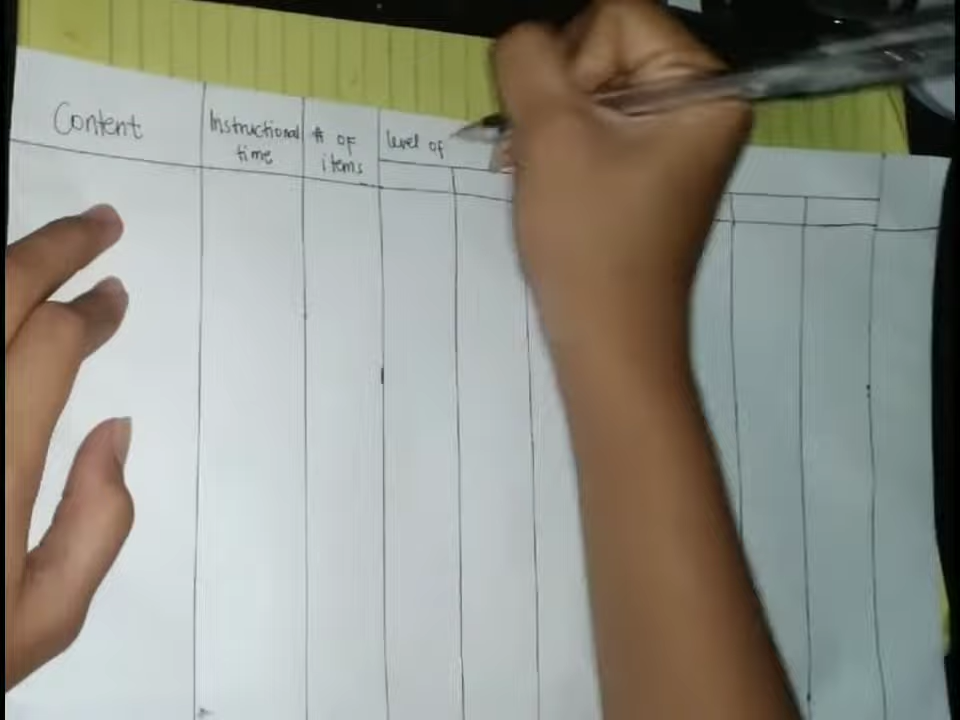 Content
Instructional
time
# of
items
level of